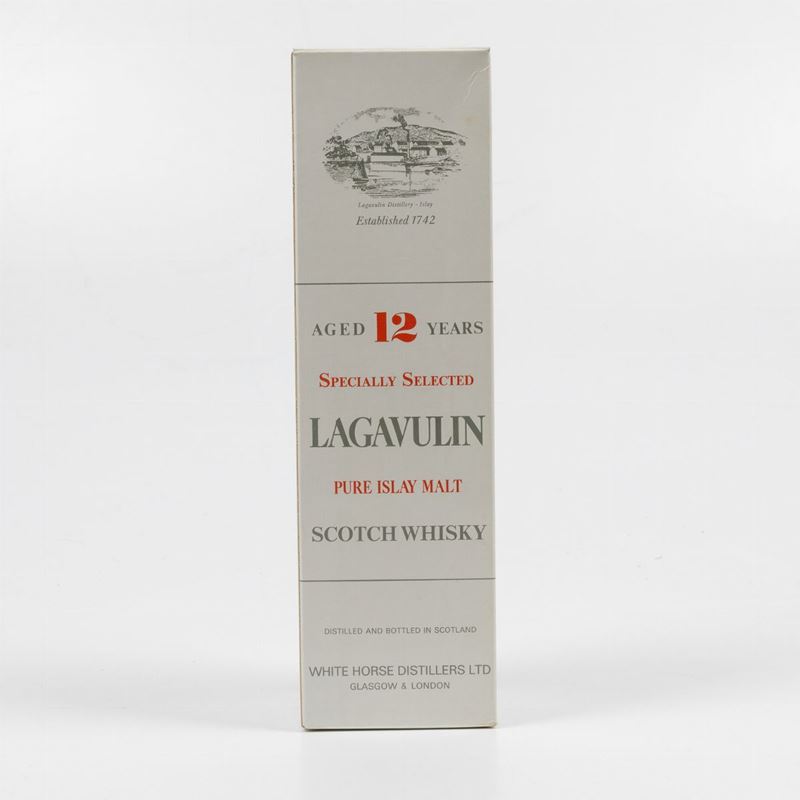 Lagavulin Distillery - Islay
Established 1742
AGED 12 YEARS
SPECIALLY SELECTED
LAGAVULIN
PURE ISLAY MALT
SCOTCH WHISKY
DISTILLED AND BOTTLED IN SCOTLAND
WHITE HORSE DISTILLERS LTD
GLASGOW & LONDON